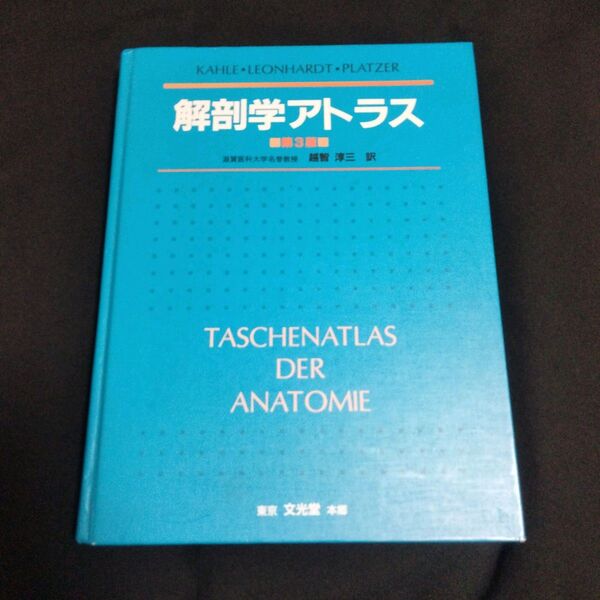 KAHLE・LEONHARDT・PLATZER
解剖学アトラス
第3版
滋賀医科大学名誉教授 越智 淳三 訳
TASCHENATLAS
DER
ANATOMIE
東京 文光堂 本郷